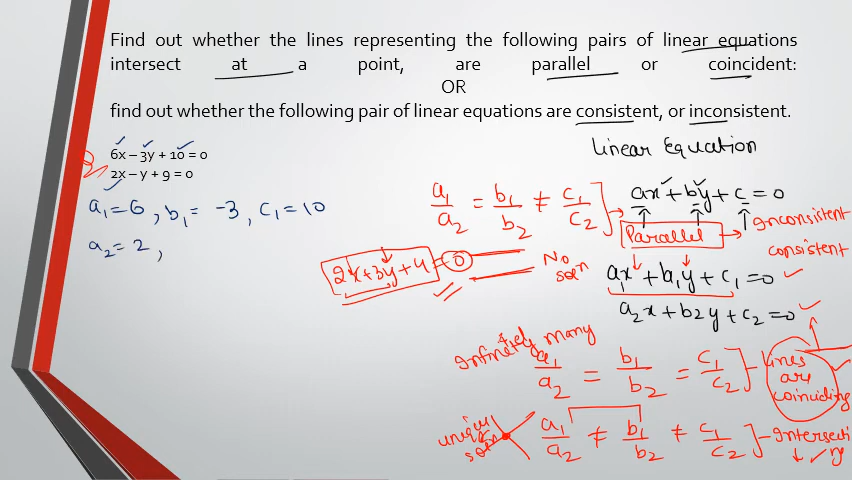 Find out whether the lines representing the following pairs of linear equations
intersect at a point, are parallel or coincident:
OR
find out whether the following pair of linear equations are consistent, or inconsistent.
6x – 3y + 10 = 0
2x – y + 9 = 0
a₁ = 6, b₁ = -3, c₁ = 10
a₂ = 2,
Linear Equation
ax + by + c = 0
a₁/a₂ = b₁/b₂ ≠ c₁/c₂
Parallel
Inconsistent
consistent
2x + 3y + 4 = 0
No
sol n
a₁x + b₁y + c₁ = 0
a₂x + b₂y + c₂ = 0
Infinitely many
a₁/a₂ = b₁/b₂ = c₁/c₂
Lines
are
coinciding
unique
soln
a₁/a₂ ≠ b₁/b₂ ≠ c₁/c₂
Intersecti
ng